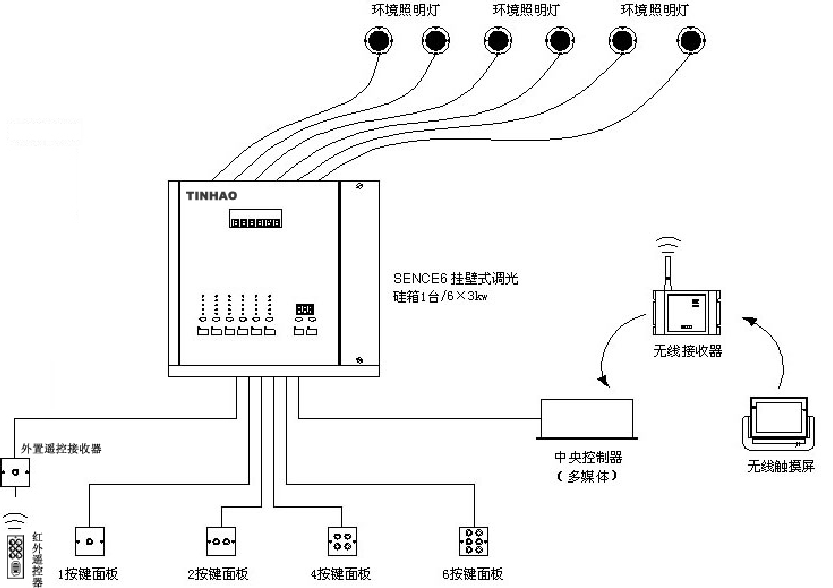 环境照明灯 环境照明灯 环境照明灯
TINHAO
SENCE6 挂壁式调光
硅箱1台/6×3kw
无线接收器
外置遥控接收器
中央控制器
（多媒体）
无线触摸屏
红外遥控器
1按键面板 2按键面板 4按键面板 6按键面板